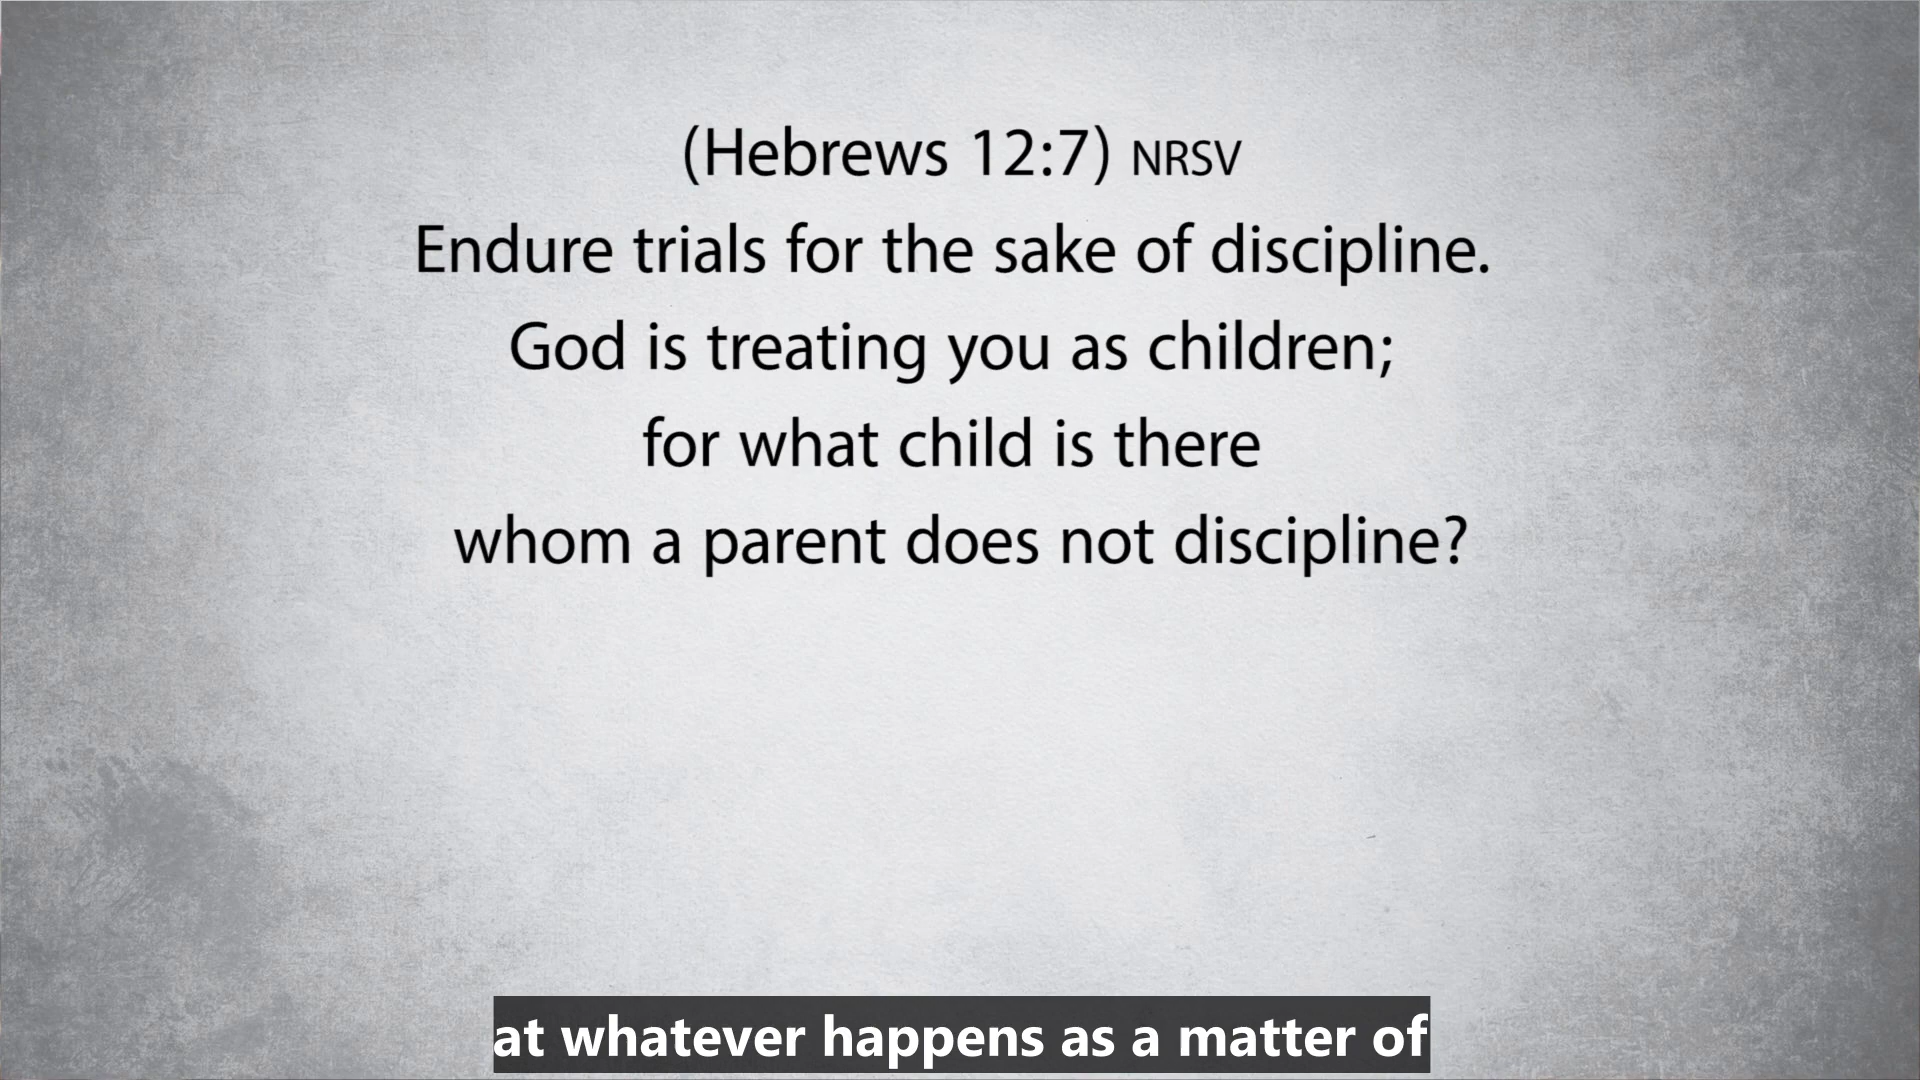 (Hebrews 12:7) NRSV
Endure trials for the sake of discipline.
God is treating you as children;
for what child is there
whom a parent does not discipline?
at whatever happens as a matter of